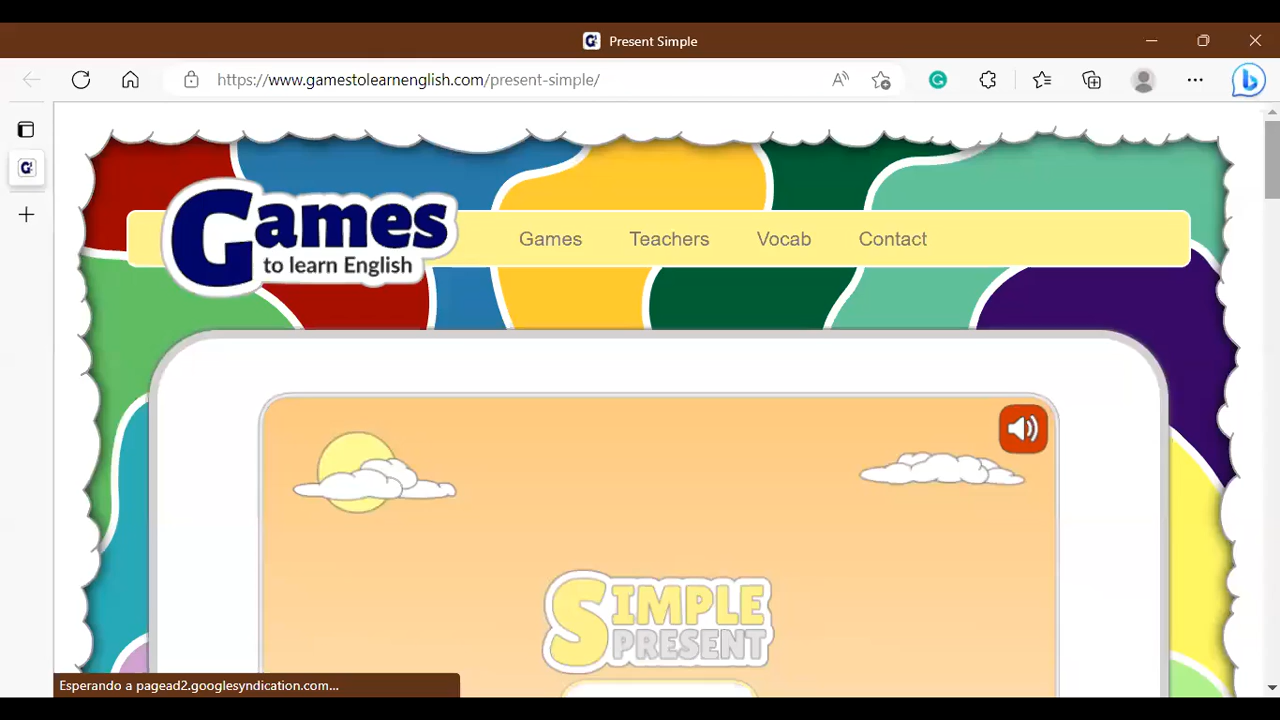 Present Simple
https://www.gamestolearnenglish.com/present-simple/
Games
to learn English
Games Teachers Vocab Contact
SIMPLE
PRESENT
Esperando a pagead2.googlesyndication.com...